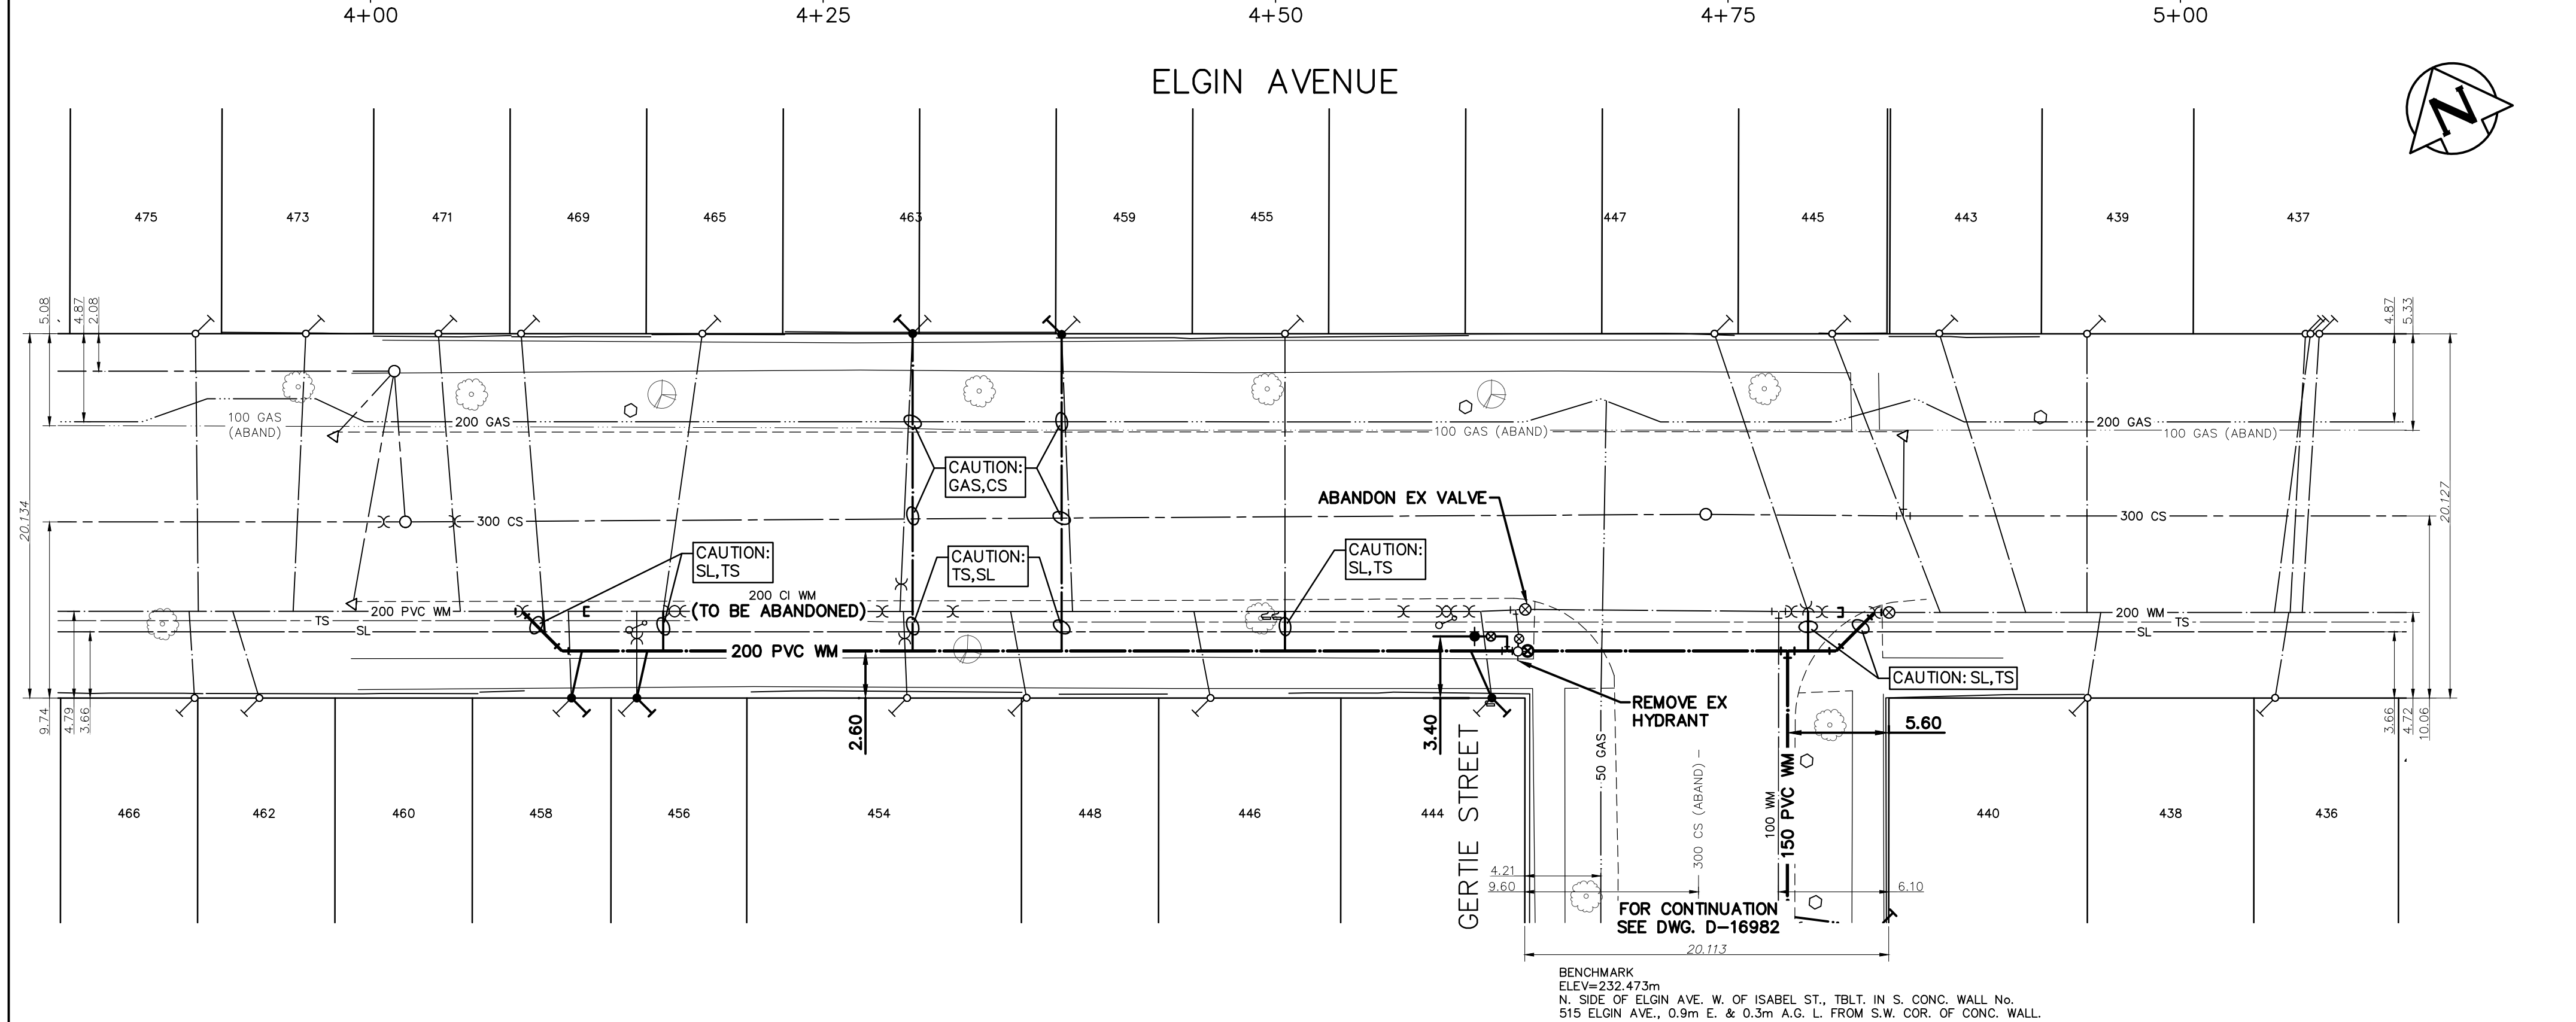 4+00
4+25
4+50
4+75
5+00
ELGIN AVENUE
N
475
473
471
469
465
463
459
455
447
445
443
439
437
5.08
4.87
2.08
4.87
5.33
100 GAS
(ABAND)
200 GAS
100 GAS (ABAND)
200 GAS
100 GAS (ABAND)
CAUTION:
GAS,CS
ABANDON EX VALVE
20.134
300 CS
300 CS
20.127
CAUTION:
SL,TS
CAUTION:
TS,SL
CAUTION:
SL,TS
200 CI WM
(TO BE ABANDONED)
200 PVC WM
TS
SL
200 WM
TS
SL
200 PVC WM
CAUTION: SL,TS
REMOVE EX
HYDRANT
9.74
4.79
3.66
2.60
3.40
5.60
3.66
4.72
10.06
GERTIE STREET
50 GAS
300 CS (ABAND)
100 WM
150 PVC WM
466
462
460
458
456
454
448
446
444
440
438
436
4.21
9.60
6.10
FOR CONTINUATION
SEE DWG. D-16982
20.113
BENCHMARK
ELEV=232.473m
N. SIDE OF ELGIN AVE. W. OF ISABEL ST., TBLT. IN S. CONC. WALL No.
515 ELGIN AVE., 0.9m E. & 0.3m A.G. L. FROM S.W. COR. OF CONC. WALL.